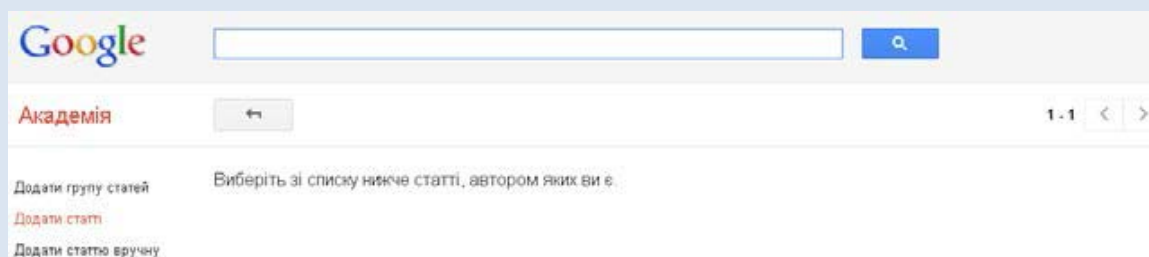 Google
Академія
1 - 1
Додати групу статей
Виберіть зі списку нижче статті, автором яких ви є.
Додати статті
Додати статтю вручну